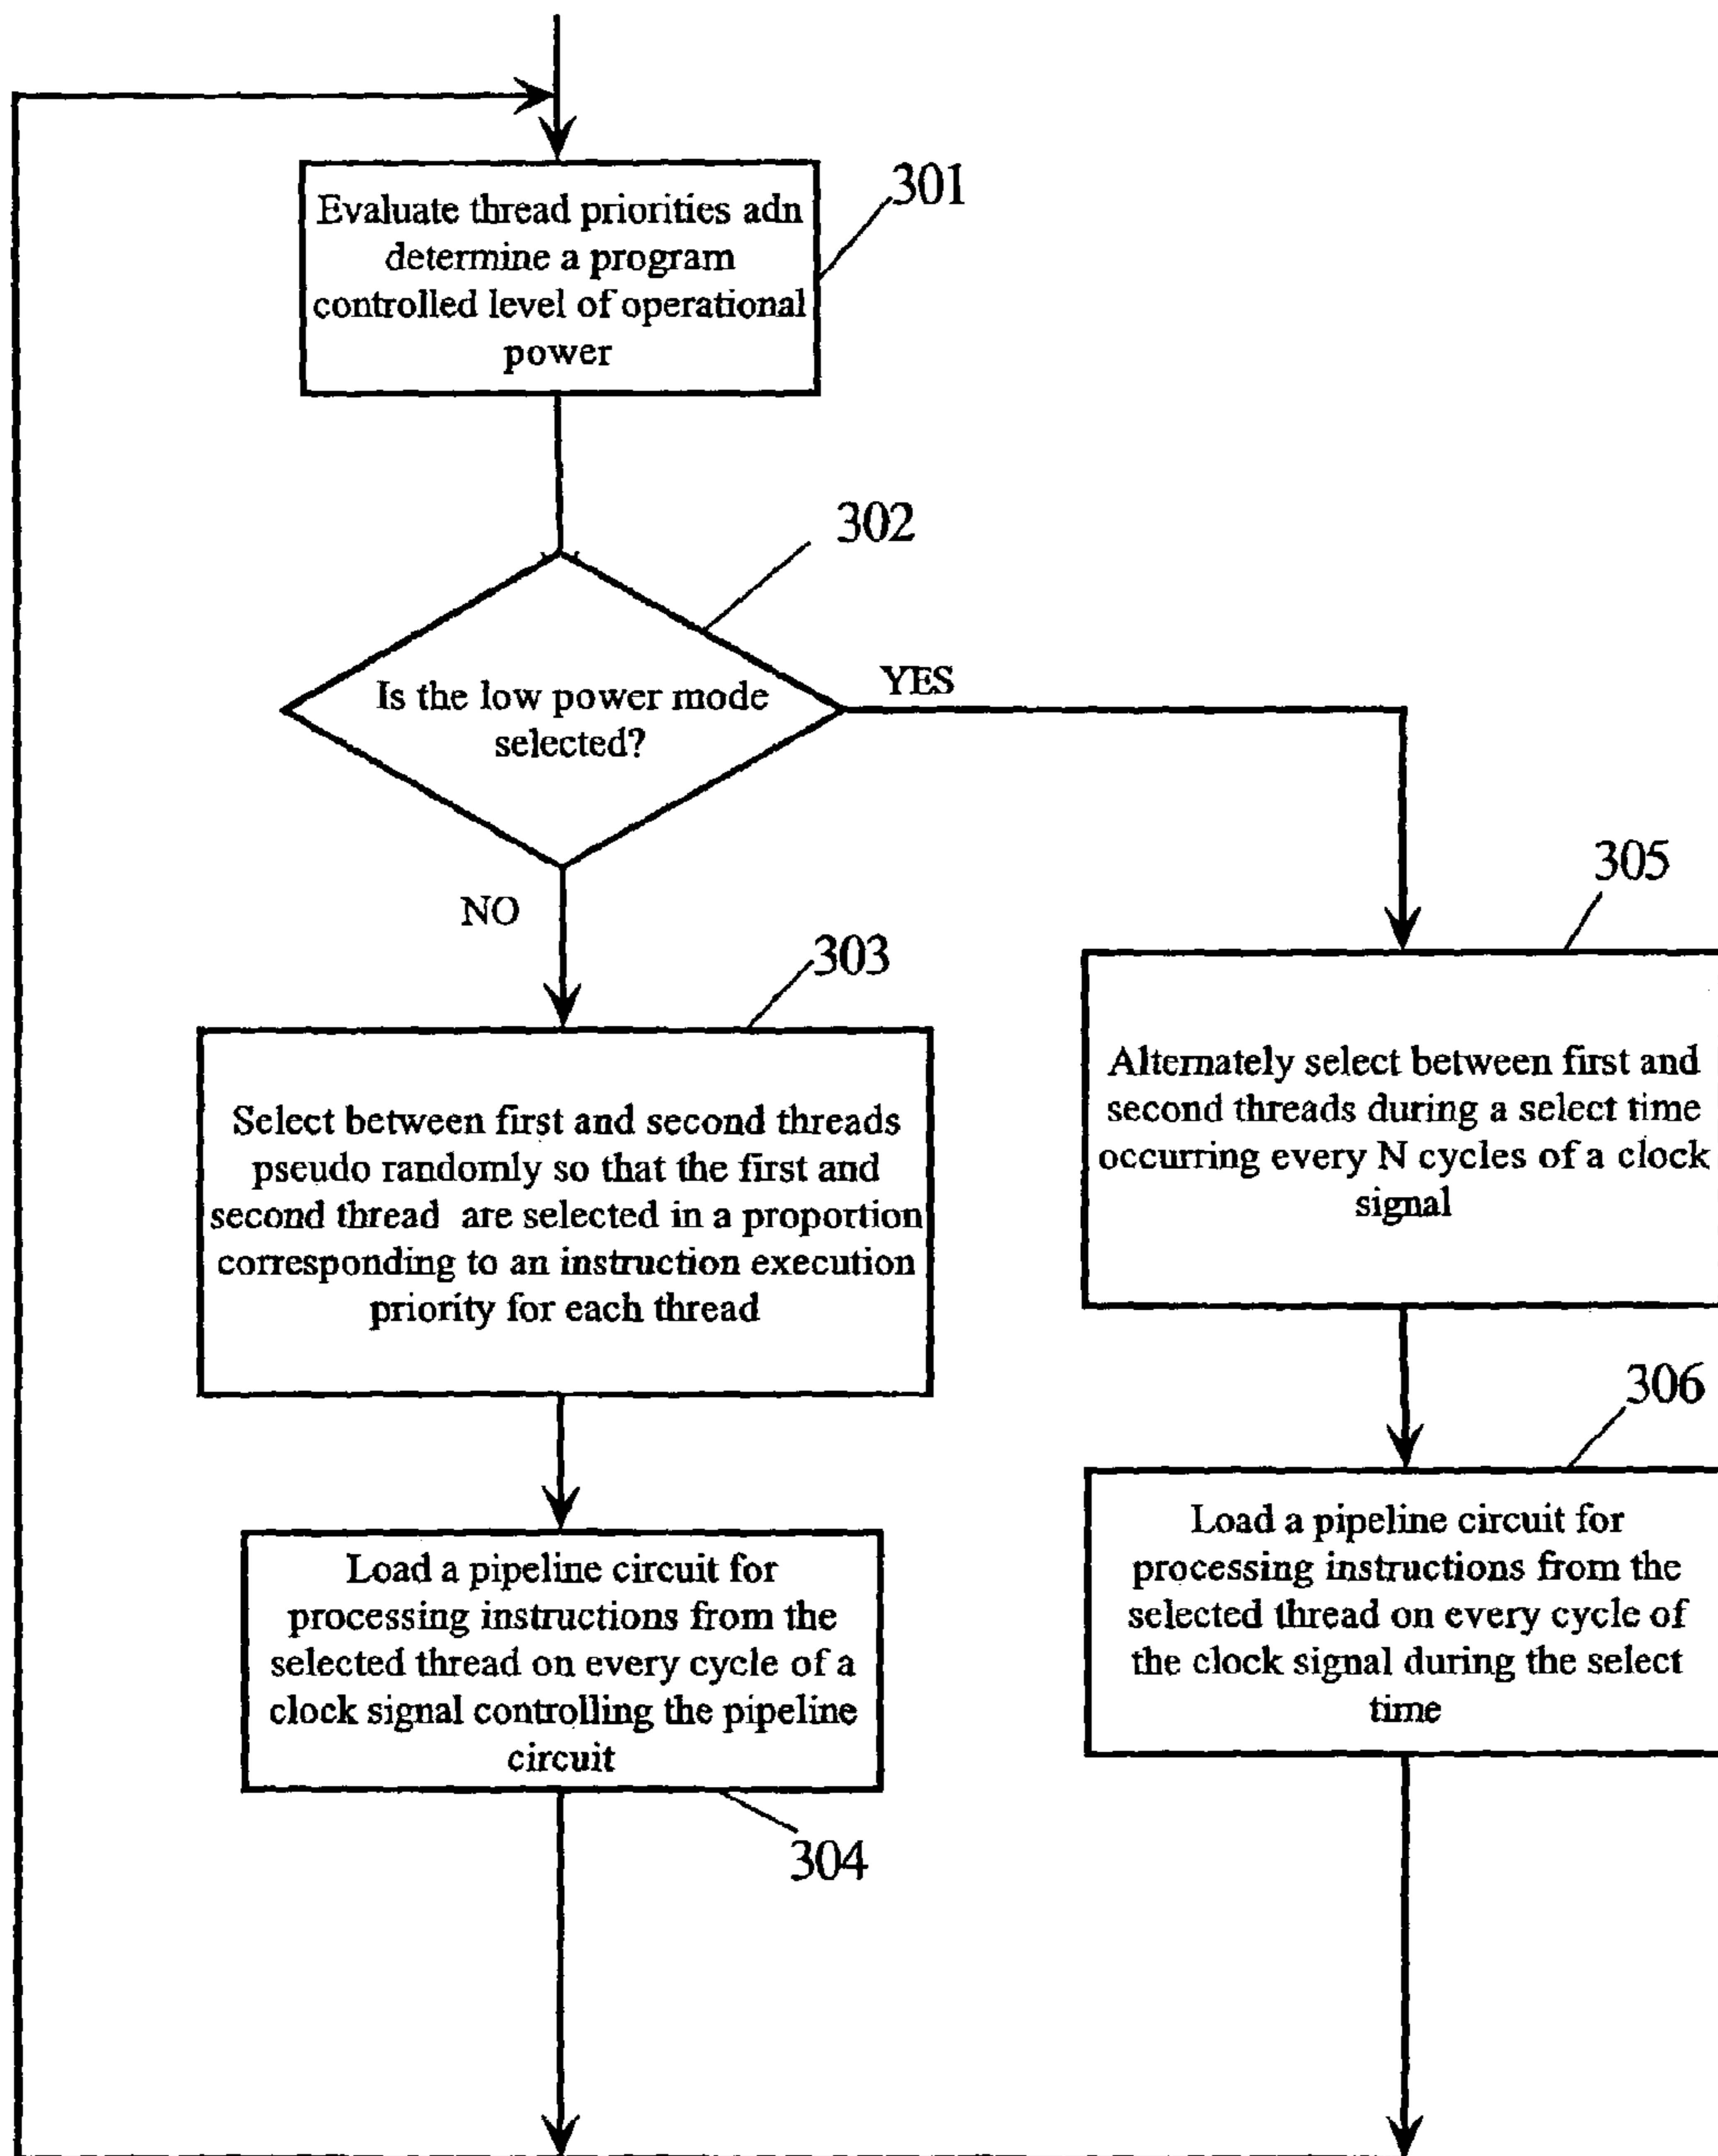 301
Evaluate thread priorities adn
determine a program
controlled level of operational
power
302
Is the low power mode
selected?
YES
NO
303
Select between first and second threads
pseudo randomly so that the first and
second thread are selected in a proportion
corresponding to an instruction execution
priority for each thread
305
Alternately select between first and
second threads during a select time
occurring every N cycles of a clock
signal
Load a pipeline circuit for
processing instructions from the
selected thread on every cycle of a
clock signal controlling the pipeline
circuit
304
306
Load a pipeline circuit for
processing instructions from the
selected thread on every cycle of
the clock signal during the select
time